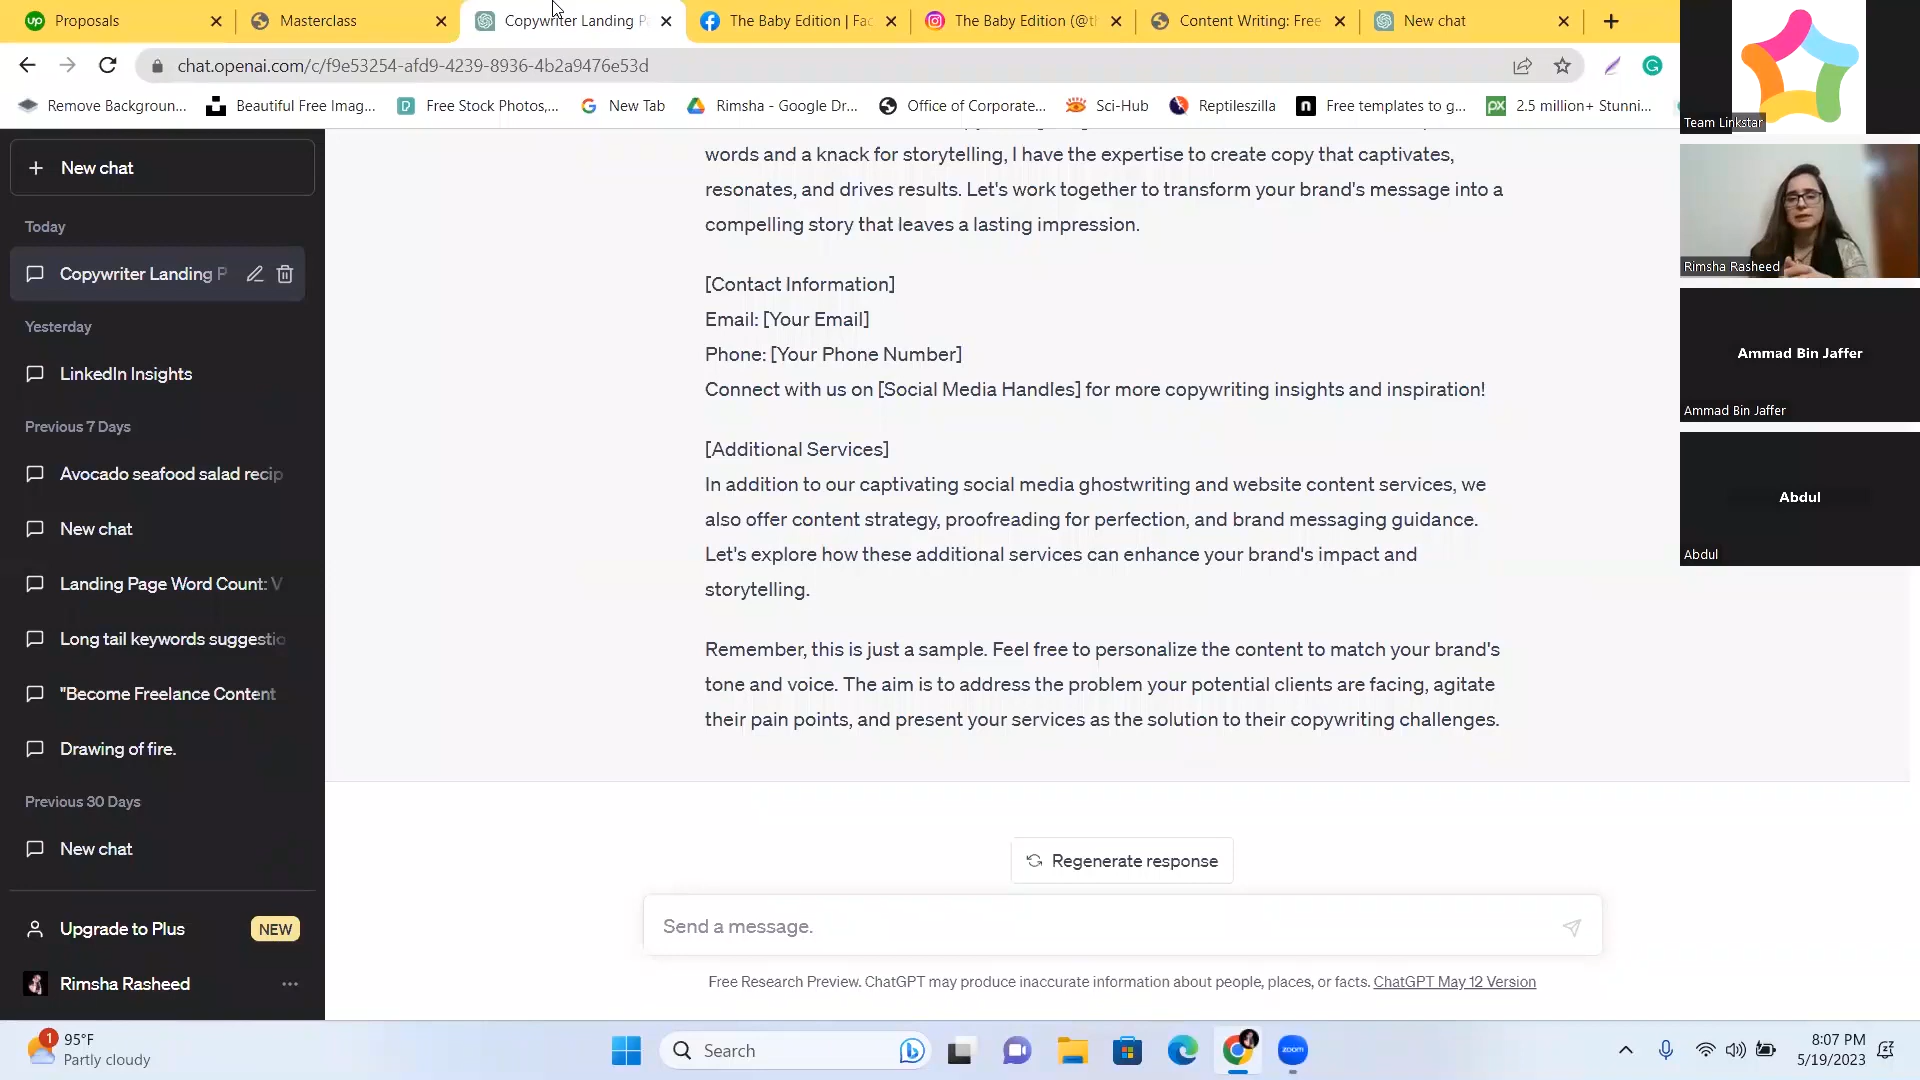 Proposals
Masterclass
Copywriter Landing P
The Baby Edition | Fac
The Baby Edition (@t
Content Writing: Free
New chat
chat.openai.com/c/f9e53254-afd9-4239-8936-4b2a9476e53d
Remove Backgroun...
Beautiful Free Imag...
Free Stock Photos,...
New Tab
Rimsha - Google Dr...
Office of Corporate...
Sci-Hub
Reptileszilla
Free templates to g...
2.5 million+ Stunni...
Team Linkstar
Rimsha Rasheed
Ammad Bin Jaffer
Ammad Bin Jaffer
Abdul
Abdul
New chat
Today
Copywriter Landing P
Yesterday
LinkedIn Insights
Previous 7 Days
Avocado seafood salad recip
New chat
Landing Page Word Count: V
Long tail keywords suggestio
"Become Freelance Content
Drawing of fire.
Previous 30 Days
New chat
Upgrade to Plus NEW
Rimsha Rasheed
words and a knack for storytelling, I have the expertise to create copy that captivates,
resonates, and drives results. Let's work together to transform your brand's message into a
compelling story that leaves a lasting impression.
[Contact Information]
Email: [Your Email]
Phone: [Your Phone Number]
Connect with us on [Social Media Handles] for more copywriting insights and inspiration!
[Additional Services]
In addition to our captivating social media ghostwriting and website content services, we
also offer content strategy, proofreading for perfection, and brand messaging guidance.
Let's explore how these additional services can enhance your brand's impact and
storytelling.
Remember, this is just a sample. Feel free to personalize the content to match your brand's
tone and voice. The aim is to address the problem your potential clients are facing, agitate
their pain points, and present your services as the solution to their copywriting challenges.
Regenerate response
Send a message.
Free Research Preview. ChatGPT may produce inaccurate information about people, places, or facts. ChatGPT May 12 Version
1
95°F
Partly cloudy
Search
zoom
8:07 PM
5/19/2023